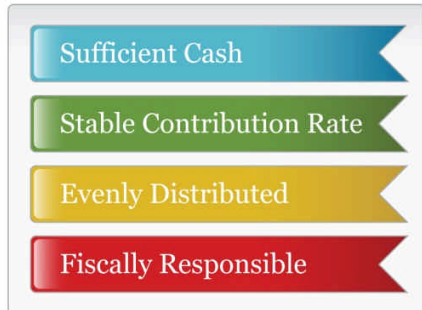 Sufficient Cash
Stable Contribution Rate
Evenly Distributed
Fiscally Responsible